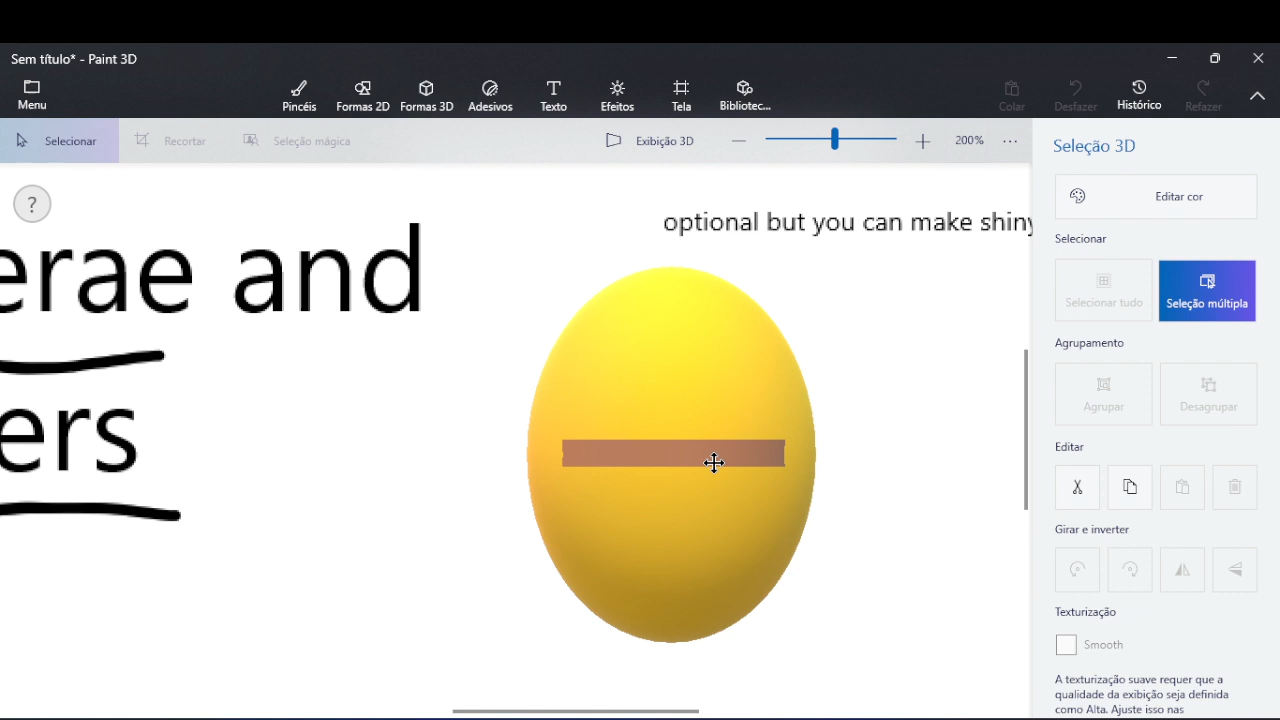 Sem título* - Paint 3D
Menu
Pincéis
Formas 2D
Formas 3D
Adesivos
Texto
Efeitos
Tela
Bibliotec...
Colar
Desfazer
Histórico
Refazer
Selecionar
Recortar
Seleção mágica
Exibição 3D
200%
...
?
erae and
ers
optional but you can make shiny
Seleção 3D
Editar cor
Selecionar
Selecionar tudo
Seleção múltipla
Agrupamento
Agrupar
Desagrupar
Editar
Girar e inverter
Texturização
Smooth
A texturização suave requer que a
qualidade da exibição seja definida
como Alta. Ajuste isso nas